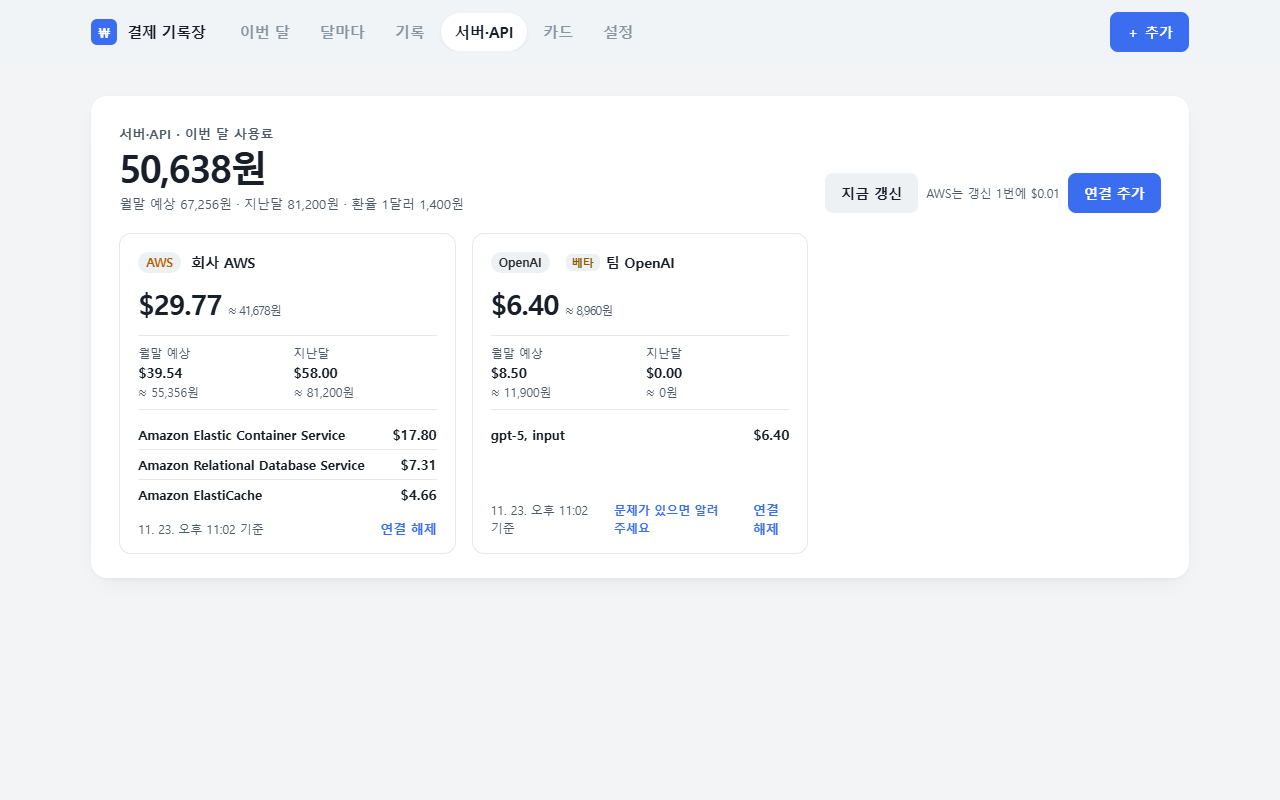 ₩ 결제 기록장 이번 달 달마다 기록 서버·API 카드 설정 + 추가
서버·API · 이번 달 사용료
50,638원
월말 예상 67,256원 · 지난달 81,200원 · 환율 1달러 1,400원
지금 갱신 AWS는 갱신 1번에 $0.01 연결 추가
AWS 회사 AWS
$29.77 ≈ 41,678원
월말 예상 지난달
$39.54 $58.00
≈ 55,356원 ≈ 81,200원
Amazon Elastic Container Service $17.80
Amazon Relational Database Service $7.31
Amazon ElastiCache $4.66
11. 23. 오후 11:02 기준 연결 해제
OpenAI 베타 팀 OpenAI
$6.40 ≈ 8,960원
월말 예상 지난달
$8.50 $0.00
≈ 11,900원 ≈ 0원
gpt-5, input $6.40
11. 23. 오후 11:02
기준
문제가 있으면 알려
주세요
연결
해제